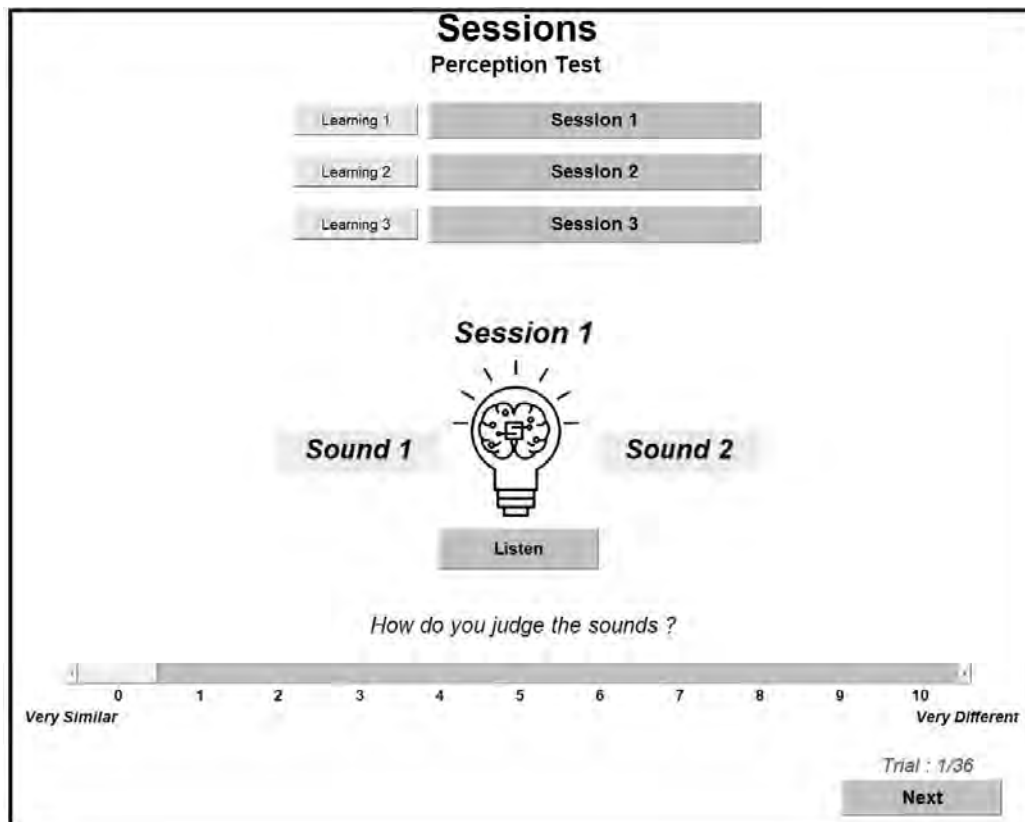 Sessions
Perception Test
Learning 1 Session 1
Learning 2 Session 2
Learning 3 Session 3
Session 1
Sound 1 Sound 2
Listen
How do you judge the sounds ?
0 1 2 3 4 5 6 7 8 9 10
Very Similar Very Different
Trial : 1/36
Next